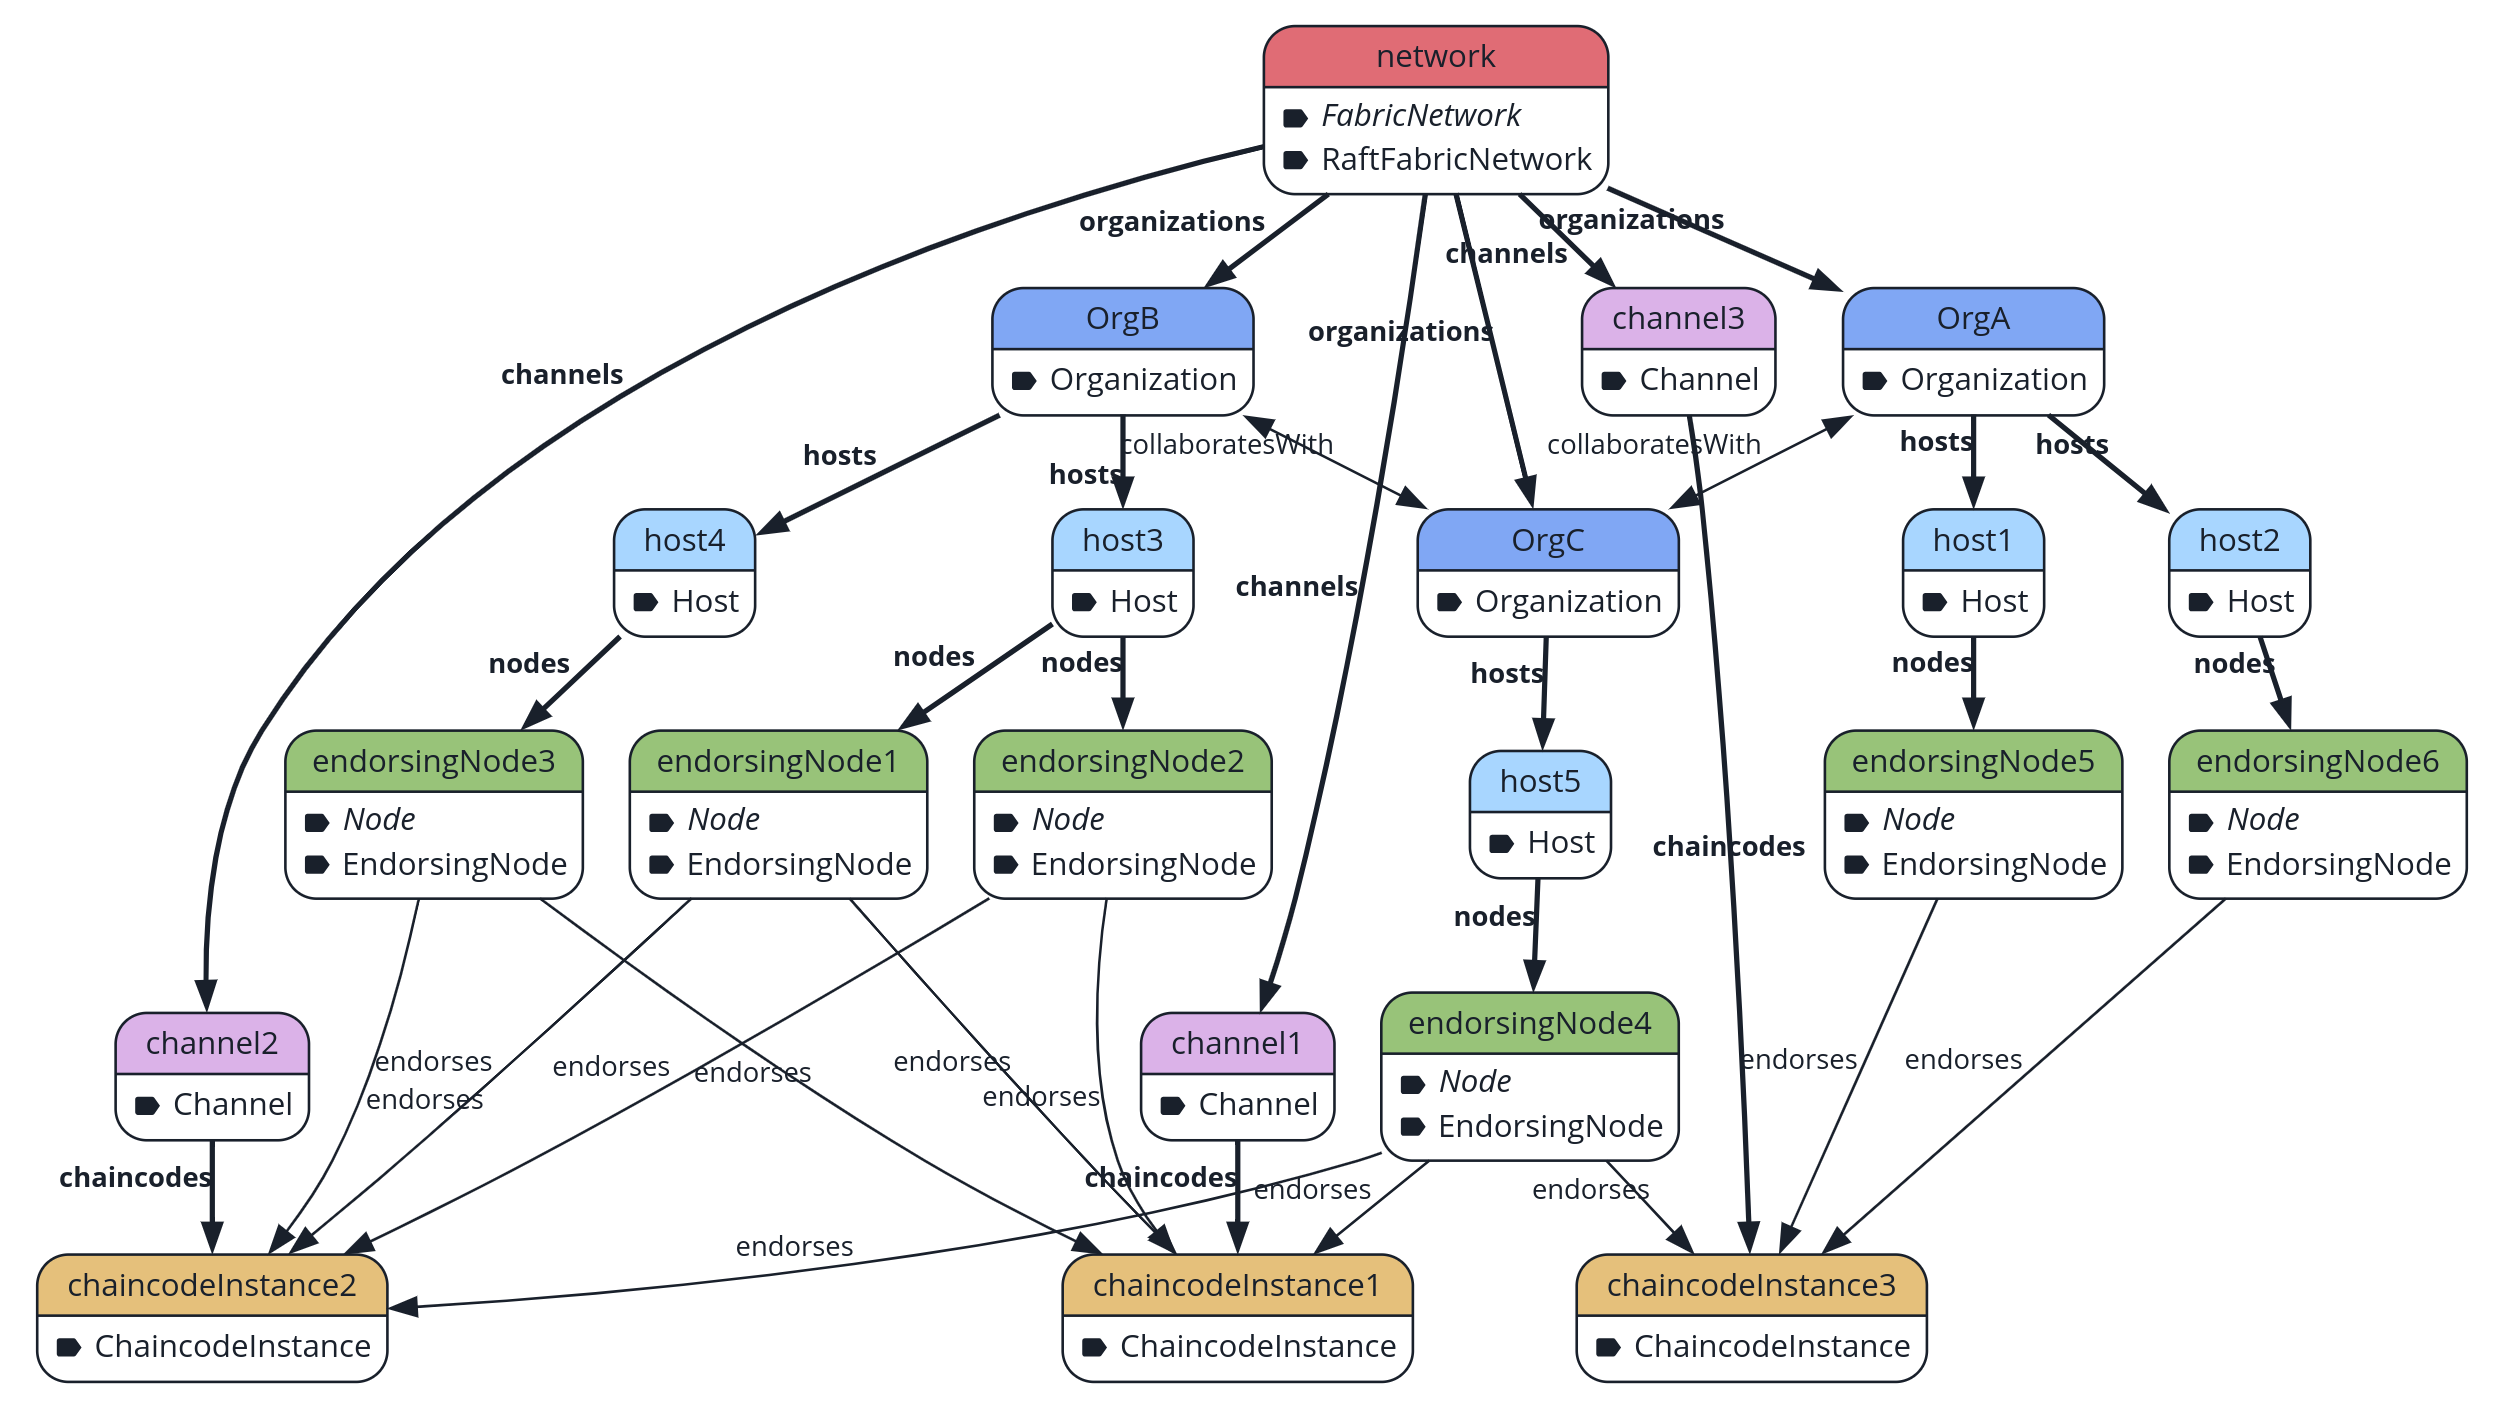 network
FabricNetwork
RaftFabricNetwork
organizations
organizations
channels
organizations
channels
OrgB
Organization
channel3
Channel
OrgA
Organization
hosts
hosts
collaboratesWith
collaboratesWith
hosts
hosts
channels
host4
Host
host3
Host
OrgC
Organization
host1
Host
host2
Host
nodes
nodes
nodes
hosts
nodes
nodes
endorsingNode3
Node
EndorsingNode
endorsingNode1
Node
EndorsingNode
endorsingNode2
Node
EndorsingNode
host5
Host
chaincodes
endorsingNode5
Node
EndorsingNode
endorsingNode6
Node
EndorsingNode
nodes
channel2
Channel
endorses
endorses
endorses
endorses
endorses
endorses
channel1
Channel
endorsingNode4
Node
EndorsingNode
endorses
endorses
chaincodes
chaincodes
endorses
endorses
endorses
chaincodeInstance2
ChaincodeInstance
chaincodeInstance1
ChaincodeInstance
chaincodeInstance3
ChaincodeInstance